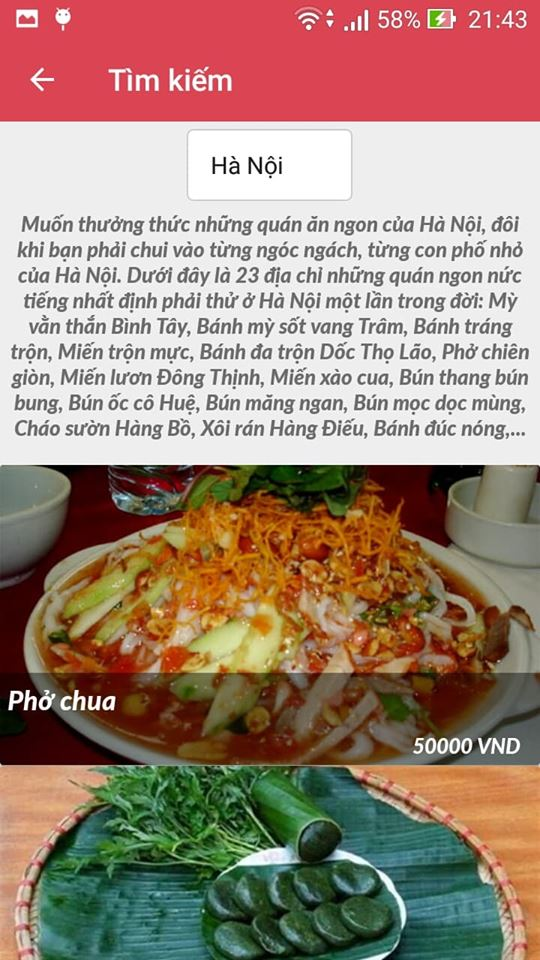 58% 21:43
Tìm kiếm
Hà Nội
Muốn thưởng thức những quán ăn ngon của Hà Nội, đôi
khi bạn phải chui vào từng ngóc ngách, từng con phố nhỏ
của Hà Nội. Dưới đây là 23 địa chỉ những quán ngon nức
tiếng nhất định phải thử ở Hà Nội một lần trong đời: Mỳ
vằn thắn Bình Tây, Bánh mỳ sốt vang Trâm, Bánh tráng
trộn, Miến trộn mực, Bánh đa trộn Dốc Thọ Lão, Phở chiên
giòn, Miến lươn Đông Thịnh, Miến xào cua, Bún thang bún
bung, Bún ốc cô Huệ, Bún măng ngan, Bún mọc dọc mùng,
Cháo sườn Hàng Bồ, Xôi rán Hàng Điếu, Bánh đúc nóng,...
Phở chua
50000 VND